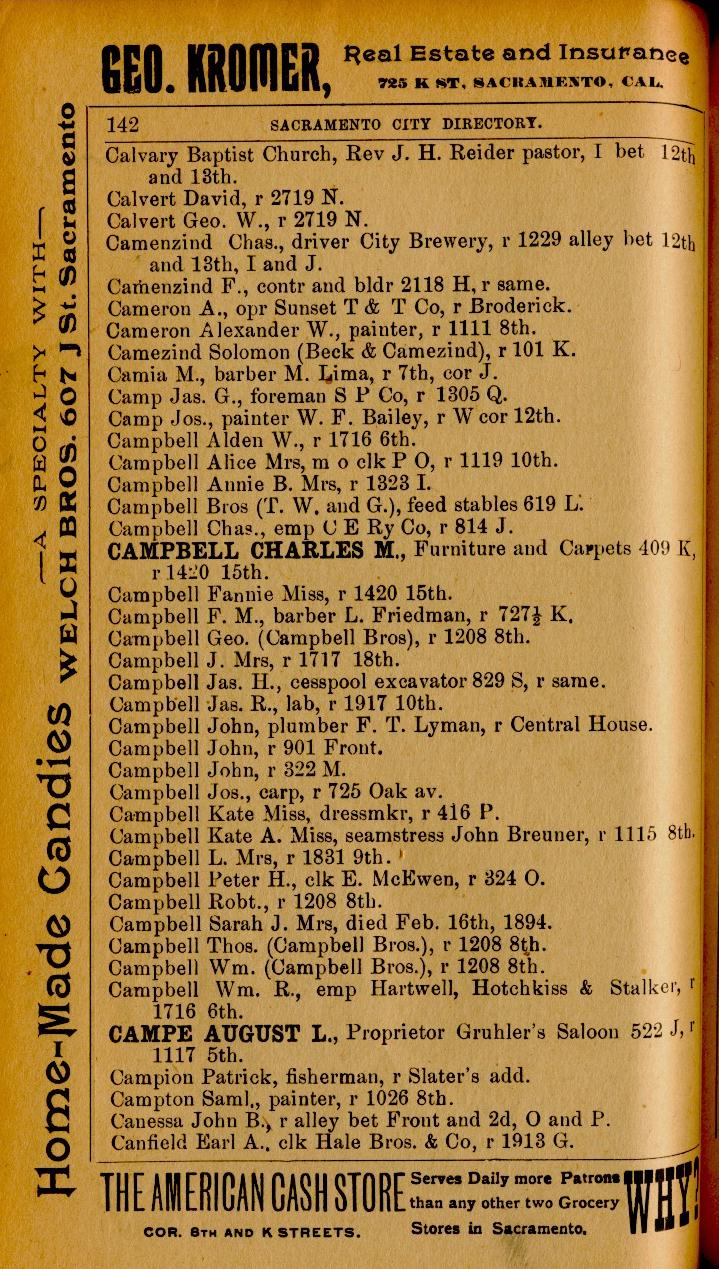 GEO. KROMER, Real Estate and Insurance
725 K ST, SACRAMENTO, CAL.
142 SACRAMENTO CITY DIRECTORY.
Calvary Baptist Church, Rev J. H. Reider pastor, I bet 12th
and 13th.
Calvert David, r 2719 N.
Calvert Geo. W., r 2719 N.
Camenzind Chas., driver City Brewery, r 1229 alley bet 12th
and 13th, I and J.
Camenzind F., contr and bldr 2118 H, r same.
Cameron A., opr Sunset T & T Co, r Broderick.
Cameron Alexander W., painter, r 1111 8th.
Camezind Solomon (Beck & Camezind), r 101 K.
Camia M., barber M. Lima, r 7th, cor J.
Camp Jas. G., foreman S P Co, r 1305 Q.
Camp Jos., painter W. F. Bailey, r W cor 12th.
Campbell Alden W., r 1716 6th.
Campbell Alice Mrs, m o clk P O, r 1119 10th.
Campbell Annie B. Mrs, r 1323 I.
Campbell Bros (T. W. and G.), feed stables 619 L.
Campbell Chas., emp C E Ry Co, r 814 J.
CAMPBELL CHARLES M., Furniture and Carpets 409 K,
r 1420 15th.
Campbell Fannie Miss, r 1420 15th.
Campbell F. M., barber L. Friedman, r 727½ K.
Campbell Geo. (Campbell Bros), r 1208 8th.
Campbell J. Mrs, r 1717 18th.
Campbell Jas. H., cesspool excavator 829 S, r same.
Campbell Jas. R., lab, r 1917 10th.
Campbell John, plumber F. T. Lyman, r Central House.
Campbell John, r 901 Front.
Campbell John, r 322 M.
Campbell Jos., carp, r 725 Oak av.
Campbell Kate Miss, dressmkr, r 416 P.
Campbell Kate A. Miss, seamstress John Breuner, r 1115 8th.
Campbell L. Mrs, r 1831 9th.
Campbell Peter H., clk E. McEwen, r 324 O.
Campbell Robt., r 1208 8th.
Campbell Sarah J. Mrs, died Feb. 16th, 1894.
Campbell Thos. (Campbell Bros.), r 1208 8th.
Campbell Wm. (Campbell Bros.), r 1208 8th.
Campbell Wm. R., emp Hartwell, Hotchkiss & Stalker, r
1716 6th.
CAMPE AUGUST L., Proprietor Gruhler's Saloon 522 J, r
1117 5th.
Campion Patrick, fisherman, r Slater's add.
Campton Saml., painter, r 1026 8th.
Canessa John B., r alley bet Front and 2d, O and P.
Canfield Earl A., clk Hale Bros. & Co, r 1913 G.
THE AMERICAN CASH STORE
COR. 8TH AND K STREETS.
Serves Daily more Patrons
than any other two Grocery
Stores in Sacramento.
WHY?
Home-Made Candies
—A SPECIALTY WITH—
WELCH BROS. 607 J St. Sacramento